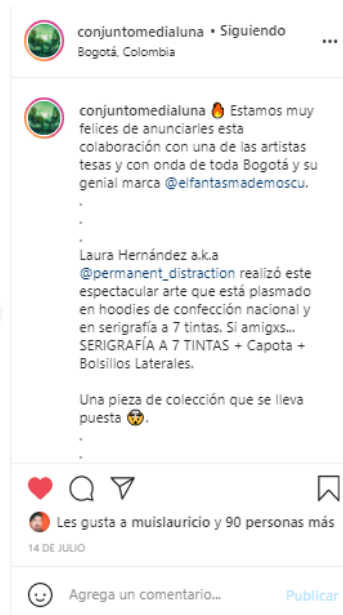 conjuntomedialuna • Siguiendo
Bogotá, Colombia
conjuntomedialuna 🔥 Estamos muy
felices de anunciarles esta
colaboración con una de las artistas
tesas y con onda de toda Bogotá y su
genial marca @elfantasmademoscu.
.
.
.
Laura Hernández a.k.a
@permanent_distraction realizó este
espectacular arte que está plasmado
en hoodies de confección nacional y
en serigrafía a 7 tintas. Si amigxs...
SERIGRAFÍA A 7 TINTAS + Capota +
Bolsillos Laterales.
Una pieza de colección que se lleva
puesta 🤯.
.
.
Les gusta a muislauricio y 90 personas más
14 DE JULIO
Agrega un comentario... Publicar